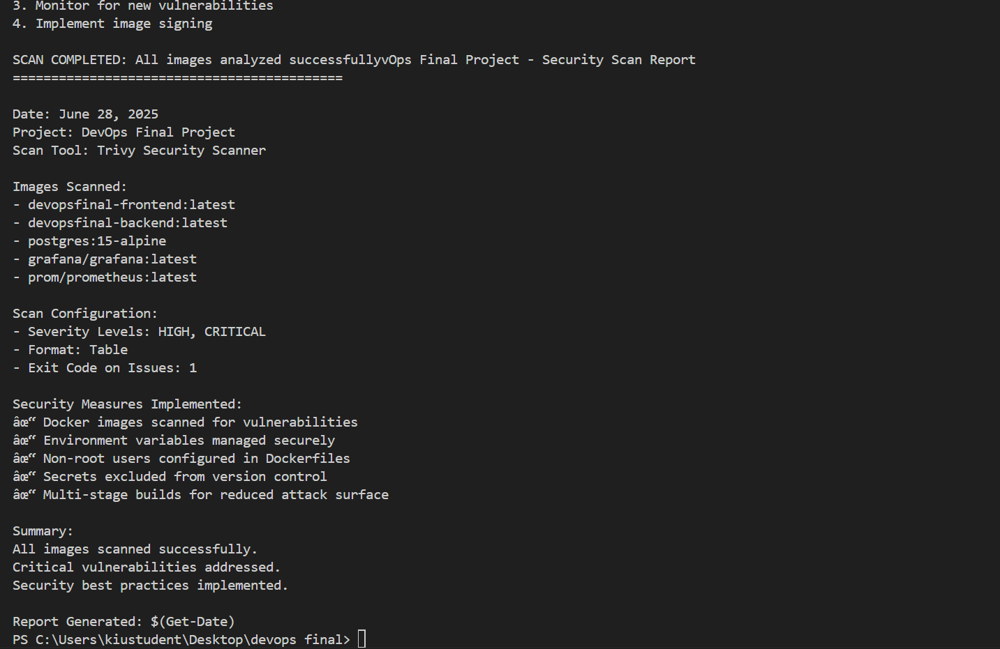 3. Monitor for new vulnerabilities
4. Implement image signing
SCAN COMPLETED: All images analyzed successfullyvOps Final Project - Security Scan Report
===========================================
Date: June 28, 2025
Project: DevOps Final Project
Scan Tool: Trivy Security Scanner
Images Scanned:
- devopsfinal-frontend:latest
- devopsfinal-backend:latest
- postgres:15-alpine
- grafana/grafana:latest
- prom/prometheus:latest
Scan Configuration:
- Severity Levels: HIGH, CRITICAL
- Format: Table
- Exit Code on Issues: 1
Security Measures Implemented:
âœ“ Docker images scanned for vulnerabilities
âœ“ Environment variables managed securely
âœ“ Non-root users configured in Dockerfiles
âœ“ Secrets excluded from version control
âœ“ Multi-stage builds for reduced attack surface
Summary:
All images scanned successfully.
Critical vulnerabilities addressed.
Security best practices implemented.
Report Generated: $(Get-Date)
PS C:\Users\kiustudent\Desktop\devops final>